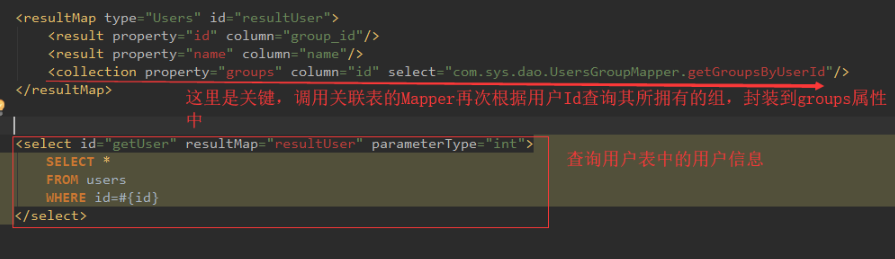 <resultMap type="Users" id="resultUser">
<result property="id" column="group_id"/>
<result property="name" column="name"/>
<collection property="groups" column="id" select="com.sys.dao.UsersGroupMapper.getGroupsByUserId"/>
</resultMap>
这里是关键，调用关联表的Mapper再次根据用户Id查询其所拥有的组，封装到groups属性
中
<select id="getUser" resultMap="resultUser" parameterType="int">
SELECT *
FROM users
WHERE id=#{id}
</select>
查询用户表中的用户信息